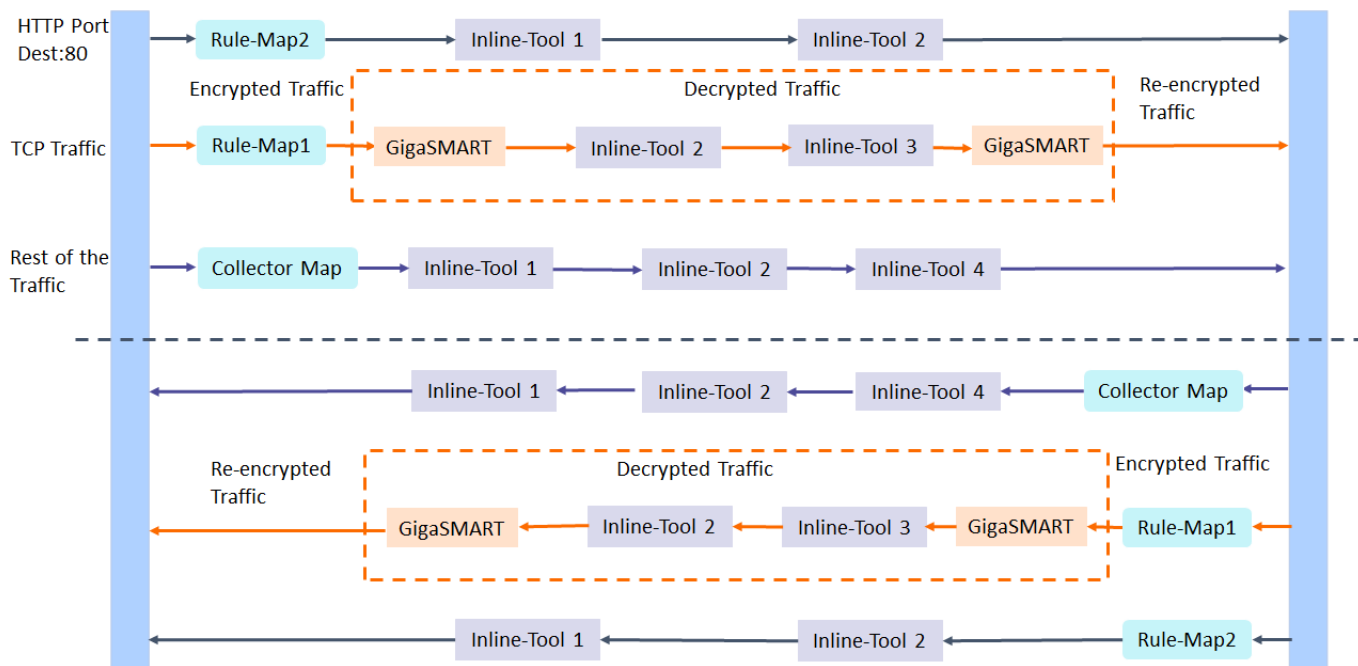 HTTP Port
Dest:80
Rule-Map2
Inline-Tool 1
Inline-Tool 2
Encrypted Traffic
Decrypted Traffic
Re-encrypted
Traffic
TCP Traffic
Rule-Map1
GigaSMART
Inline-Tool 2
Inline-Tool 3
GigaSMART
Rest of the
Traffic
Collector Map
Inline-Tool 1
Inline-Tool 2
Inline-Tool 4
Inline-Tool 1
Inline-Tool 2
Inline-Tool 4
Collector Map
Re-encrypted
Traffic
Decrypted Traffic
Encrypted Traffic
GigaSMART
Inline-Tool 2
Inline-Tool 3
GigaSMART
Rule-Map1
Inline-Tool 1
Inline-Tool 2
Rule-Map2